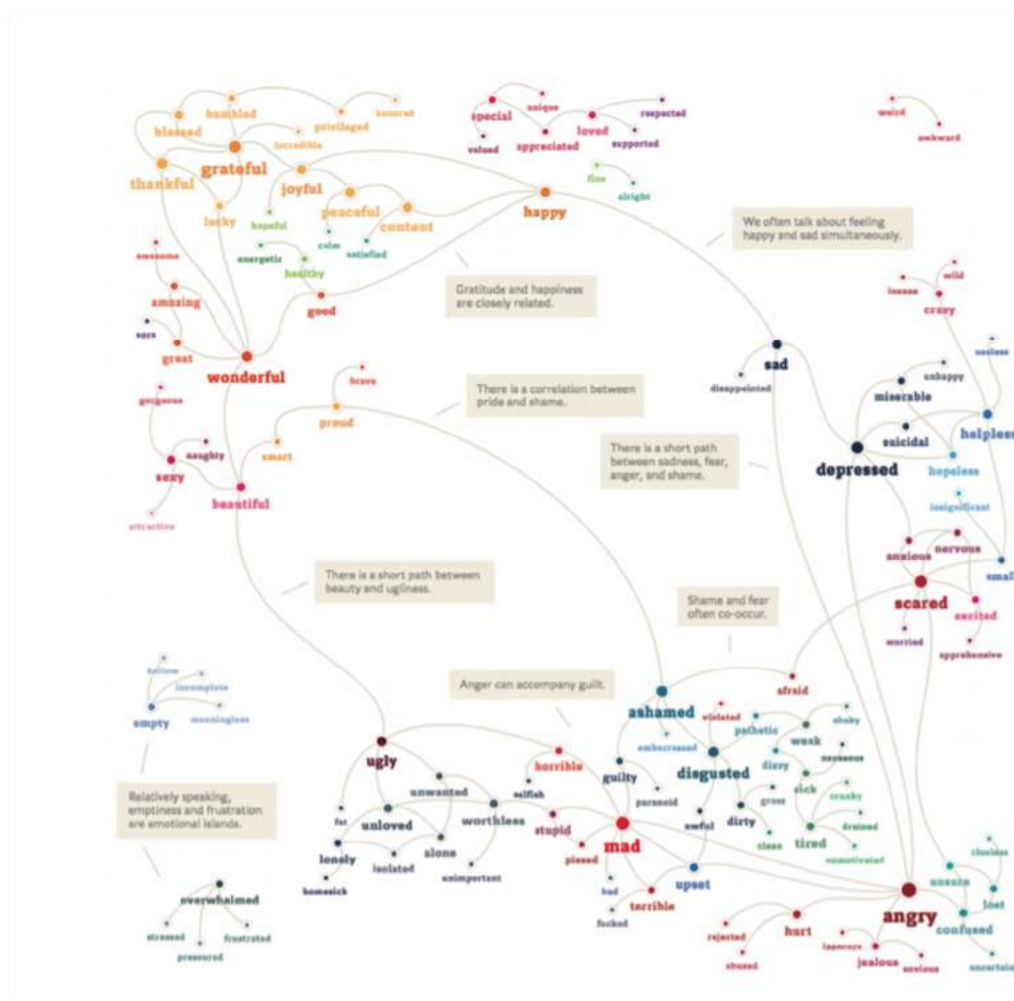 humbled
honored
blessed
privileged
incredible
grateful
thankful
joyful
lucky
peaceful
content
hopeful
calm
satisfied
energetic
healthy
happy
special
unique
loved
respected
valued
appreciated
supported
fine
alright
weird
awkward
We often talk about feeling
happy and sad simultaneously.
Gratitude and happiness
are closely related.
awesome
amazing
good
great
wonderful
wild
insane
crazy
useless
sad
disappointed
unhappy
miserable
helpless
suicidal
depressed
hopeless
insignificant
There is a correlation between
pride and shame.
brave
proud
gorgeous
naughty
smart
sexy
beautiful
attractive
There is a short path
between sadness, fear,
anger, and shame.
anxious
nervous
small
scared
excited
worried
apprehensive
There is a short path between
beauty and ugliness.
Shame and fear
often co-occur.
hollow
incomplete
empty
meaningless
Anger can accompany guilt.
afraid
ashamed
violated
embarrassed
pathetic
shaky
weak
ugly
horrible
guilty
disgusted
dizzy
nauseous
sick
unwanted
selfish
paranoid
gross
cranky
Relatively speaking,
emptiness and frustration
are emotional islands.
fat
unloved
worthless
stupid
mad
awful
dirty
drained
tired
clean
lonely
isolated
alone
pissed
unmotivated
clueless
homesick
unimportant
bad
upset
unsure
lost
overwhelmed
terrible
fucked
angry
confused
stressed
frustrated
pressured
rejected
hurt
insecure
abused
jealous
envious
uncertain